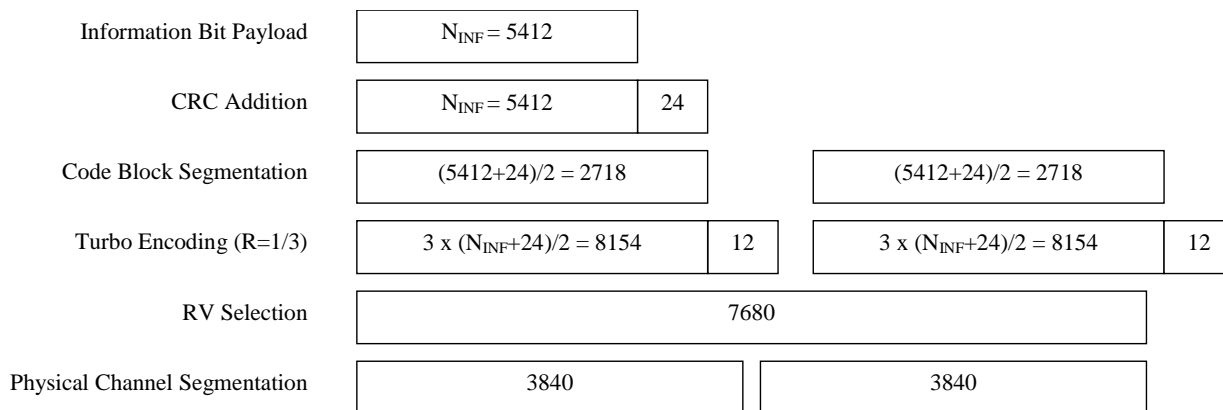 Information Bit Payload N_INF = 5412
CRC Addition N_INF = 5412 24
Code Block Segmentation (5412+24)/2 = 2718 (5412+24)/2 = 2718
Turbo Encoding (R=1/3) 3 x (N_INF+24)/2 = 8154 12 3 x (N_INF+24)/2 = 8154 12
RV Selection 7680
Physical Channel Segmentation 3840 3840